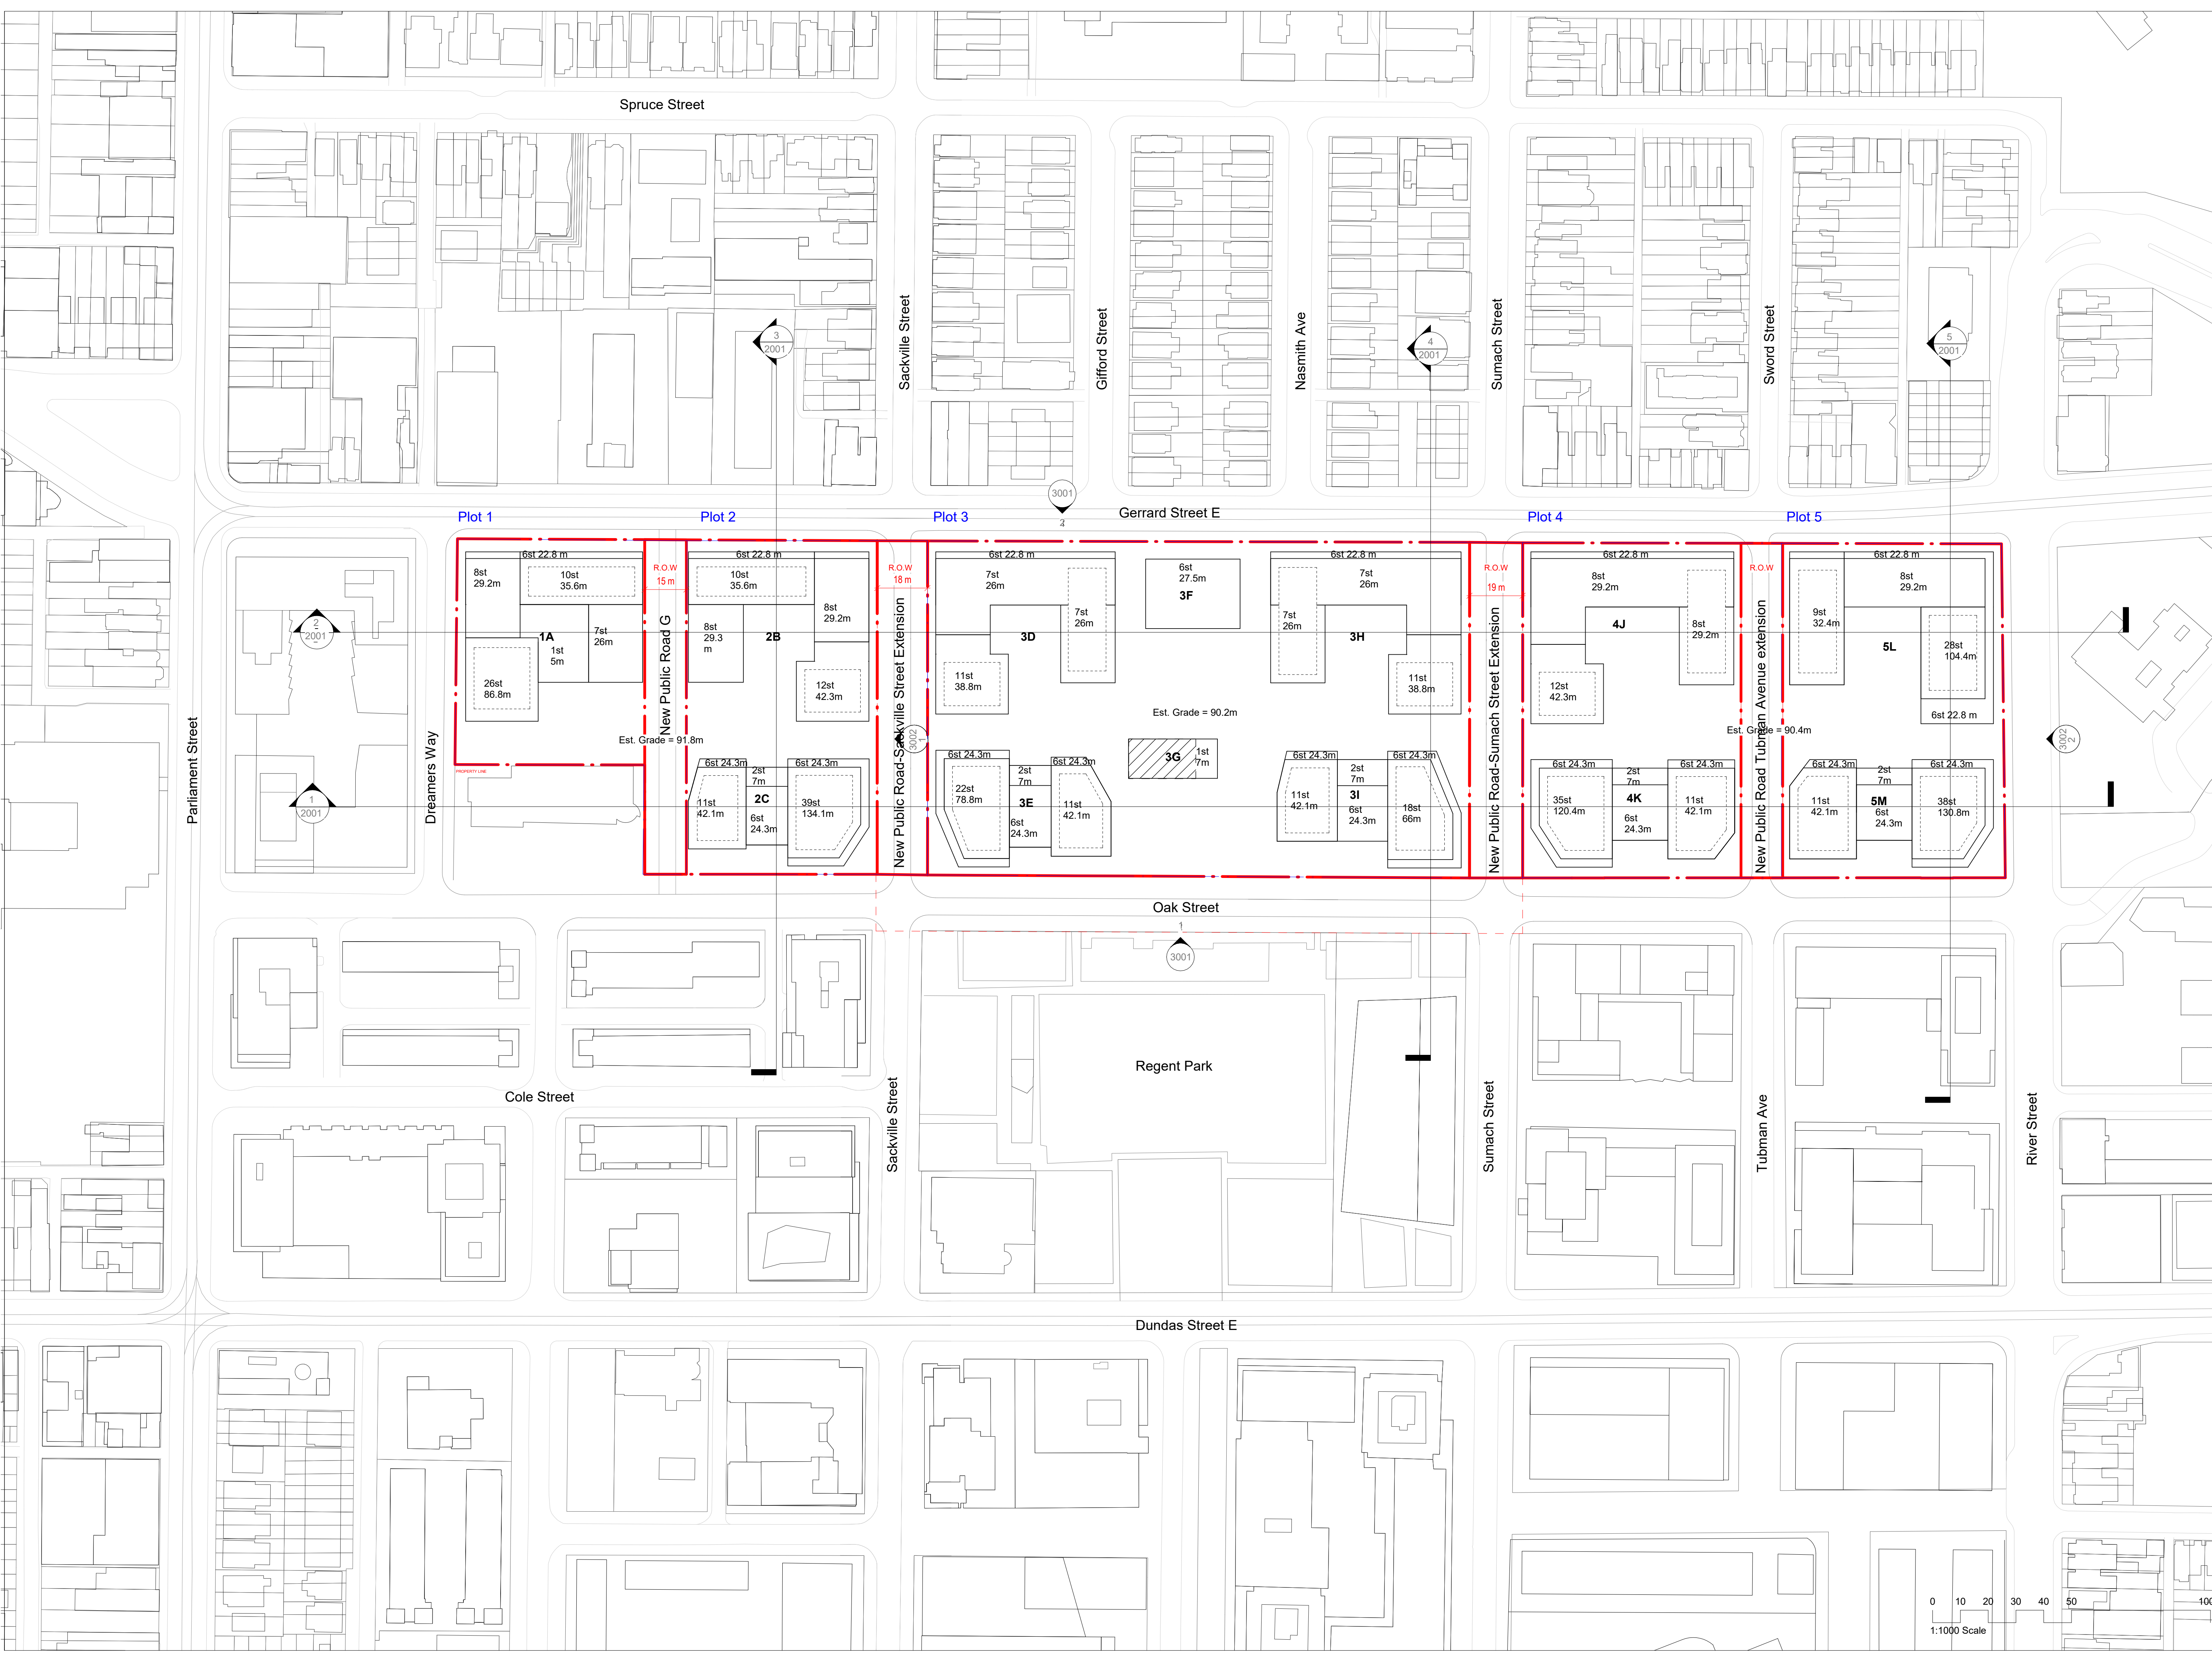 Spruce Street
Sackville Street
Gifford Street
Nasmith Ave
Sumach Street
Sword Street
3
2001
4
2001
5
2001
3001
Gerrard Street E
Plot 1
Plot 2
Plot 3
Plot 4
Plot 5
6st 22.8 m
8st
29.2m
10st
35.6m
1A
1st
5m
7st
26m
26st
86.8m
PROPERTY LINE
R.O.W
15 m
New Public Road G
Est. Grade = 91.8m
6st 22.8 m
10st
35.6m
8st
29.2m
8st
29.3
m
2B
12st
42.3m
6st 24.3m
2st
7m
6st 24.3m
11st
42.1m
2C
6st
24.3m
39st
134.1m
R.O.W
18 m
New Public Road-Sackville Street Extension
3002
1
6st 22.8 m
7st
26m
7st
26m
3D
11st
38.8m
6st
27.5m
3F
6st 22.8 m
7st
26m
7st
26m
3H
11st
38.8m
Est. Grade = 90.2m
6st 24.3m
2st
7m
6st 24.3m
22st
78.8m
3E
6st
24.3m
11st
42.1m
3G
1st
7m
6st 24.3m
2st
7m
6st 24.3m
11st
42.1m
3I
6st
24.3m
18st
66m
R.O.W
19 m
New Public Road-Sumach Street Extension
6st 22.8 m
8st
29.2m
4J
8st
29.2m
12st
42.3m
6st 24.3m
2st
7m
6st 24.3m
35st
120.4m
4K
6st
24.3m
11st
42.1m
R.O.W
New Public Road Tubman Avenue extension
Est. Grade = 90.4m
6st 22.8 m
8st
29.2m
9st
32.4m
5L
28st
104.4m
6st 22.8 m
6st 24.3m
2st
7m
6st 24.3m
11st
42.1m
5M
6st
24.3m
38st
130.8m
3002
2
2
2001
1
2001
Parliament Street
Dreamers Way
Oak Street
1
3001
Regent Park
Cole Street
Sackville Street
Sumach Street
Tubman Ave
River Street
Dundas Street E
0 10 20 30 40 50 100
1:1000 Scale